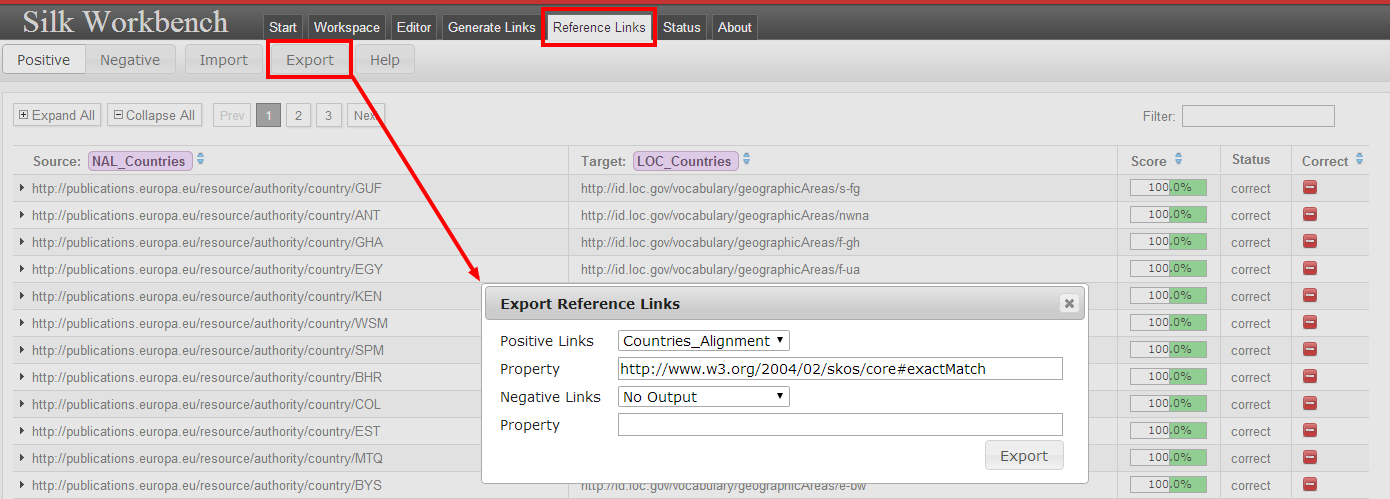 Silk Workbench Start Workspace Editor Generate Links Reference Links Status About
Positive Negative Import Export Help
Expand All Collapse All Prev 1 2 3 Nex Filter:
Source: NAL_Countries Target: LOC_Countries Score Status Correct
http://publications.europa.eu/resource/authority/country/GUF http://id.loc.gov/vocabulary/geographicAreas/s-fg 100.0% correct
http://publications.europa.eu/resource/authority/country/ANT http://id.loc.gov/vocabulary/geographicAreas/nwna 100.0% correct
http://publications.europa.eu/resource/authority/country/GHA http://id.loc.gov/vocabulary/geographicAreas/f-gh 100.0% correct
http://publications.europa.eu/resource/authority/country/EGY http://id.loc.gov/vocabulary/geographicAreas/f-ua 100.0% correct
http://publications.europa.eu/resource/authority/country/KEN 100.0% correct
http://publications.europa.eu/resource/authority/country/WSM 100.0% correct
http://publications.europa.eu/resource/authority/country/SPM 100.0% correct
http://publications.europa.eu/resource/authority/country/BHR 100.0% correct
http://publications.europa.eu/resource/authority/country/COL 100.0% correct
http://publications.europa.eu/resource/authority/country/EST 100.0% correct
http://publications.europa.eu/resource/authority/country/MTQ 100.0% correct
http://publications.europa.eu/resource/authority/country/BYS 100.0% correct
Export Reference Links
Positive Links Countries_Alignment
Property http://www.w3.org/2004/02/skos/core#exactMatch
Negative Links No Output
Property
Export